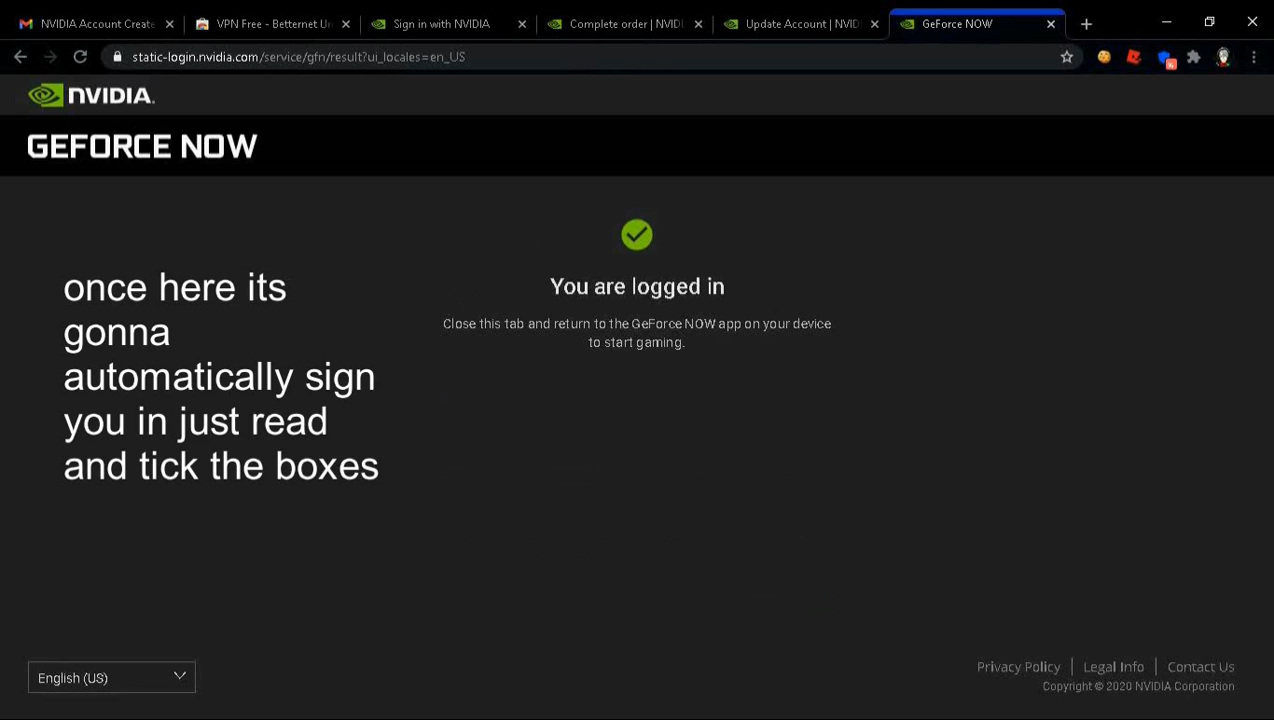 NVIDIA Account Create
VPN Free - Betternet Un
Sign in with NVIDIA
Complete order | NVIDI
Update Account | NVID
GeForce NOW
static-login.nvidia.com/service/gfn/result?ui_locales=en_US
NVIDIA.
GEFORCE NOW
You are logged in
Close this tab and return to the GeForce NOW app on your device
to start gaming.
once here its
gonna
automatically sign
you in just read
and tick the boxes
English (US)
Privacy Policy | Legal Info | Contact Us
Copyright © 2020 NVIDIA Corporation